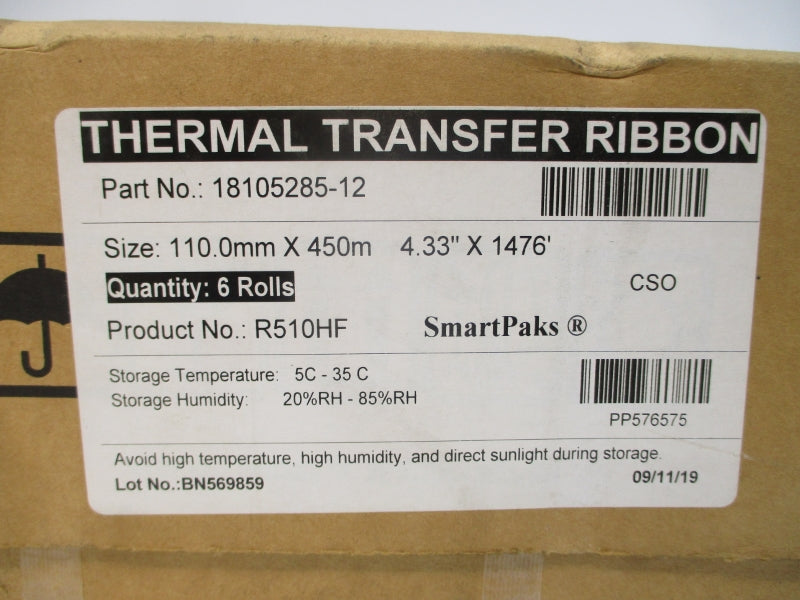 THERMAL TRANSFER RIBBON
Part No.: 18105285-12
Size: 110.0mm X 450m 4.33" X 1476'
Quantity: 6 Rolls
CSO
Product No.: R510HF SmartPaks ®
Storage Temperature: 5C - 35 C
Storage Humidity: 20%RH - 85%RH
PP576575
Avoid high temperature, high humidity, and direct sunlight during storage.
Lot No.:BN569859 09/11/19